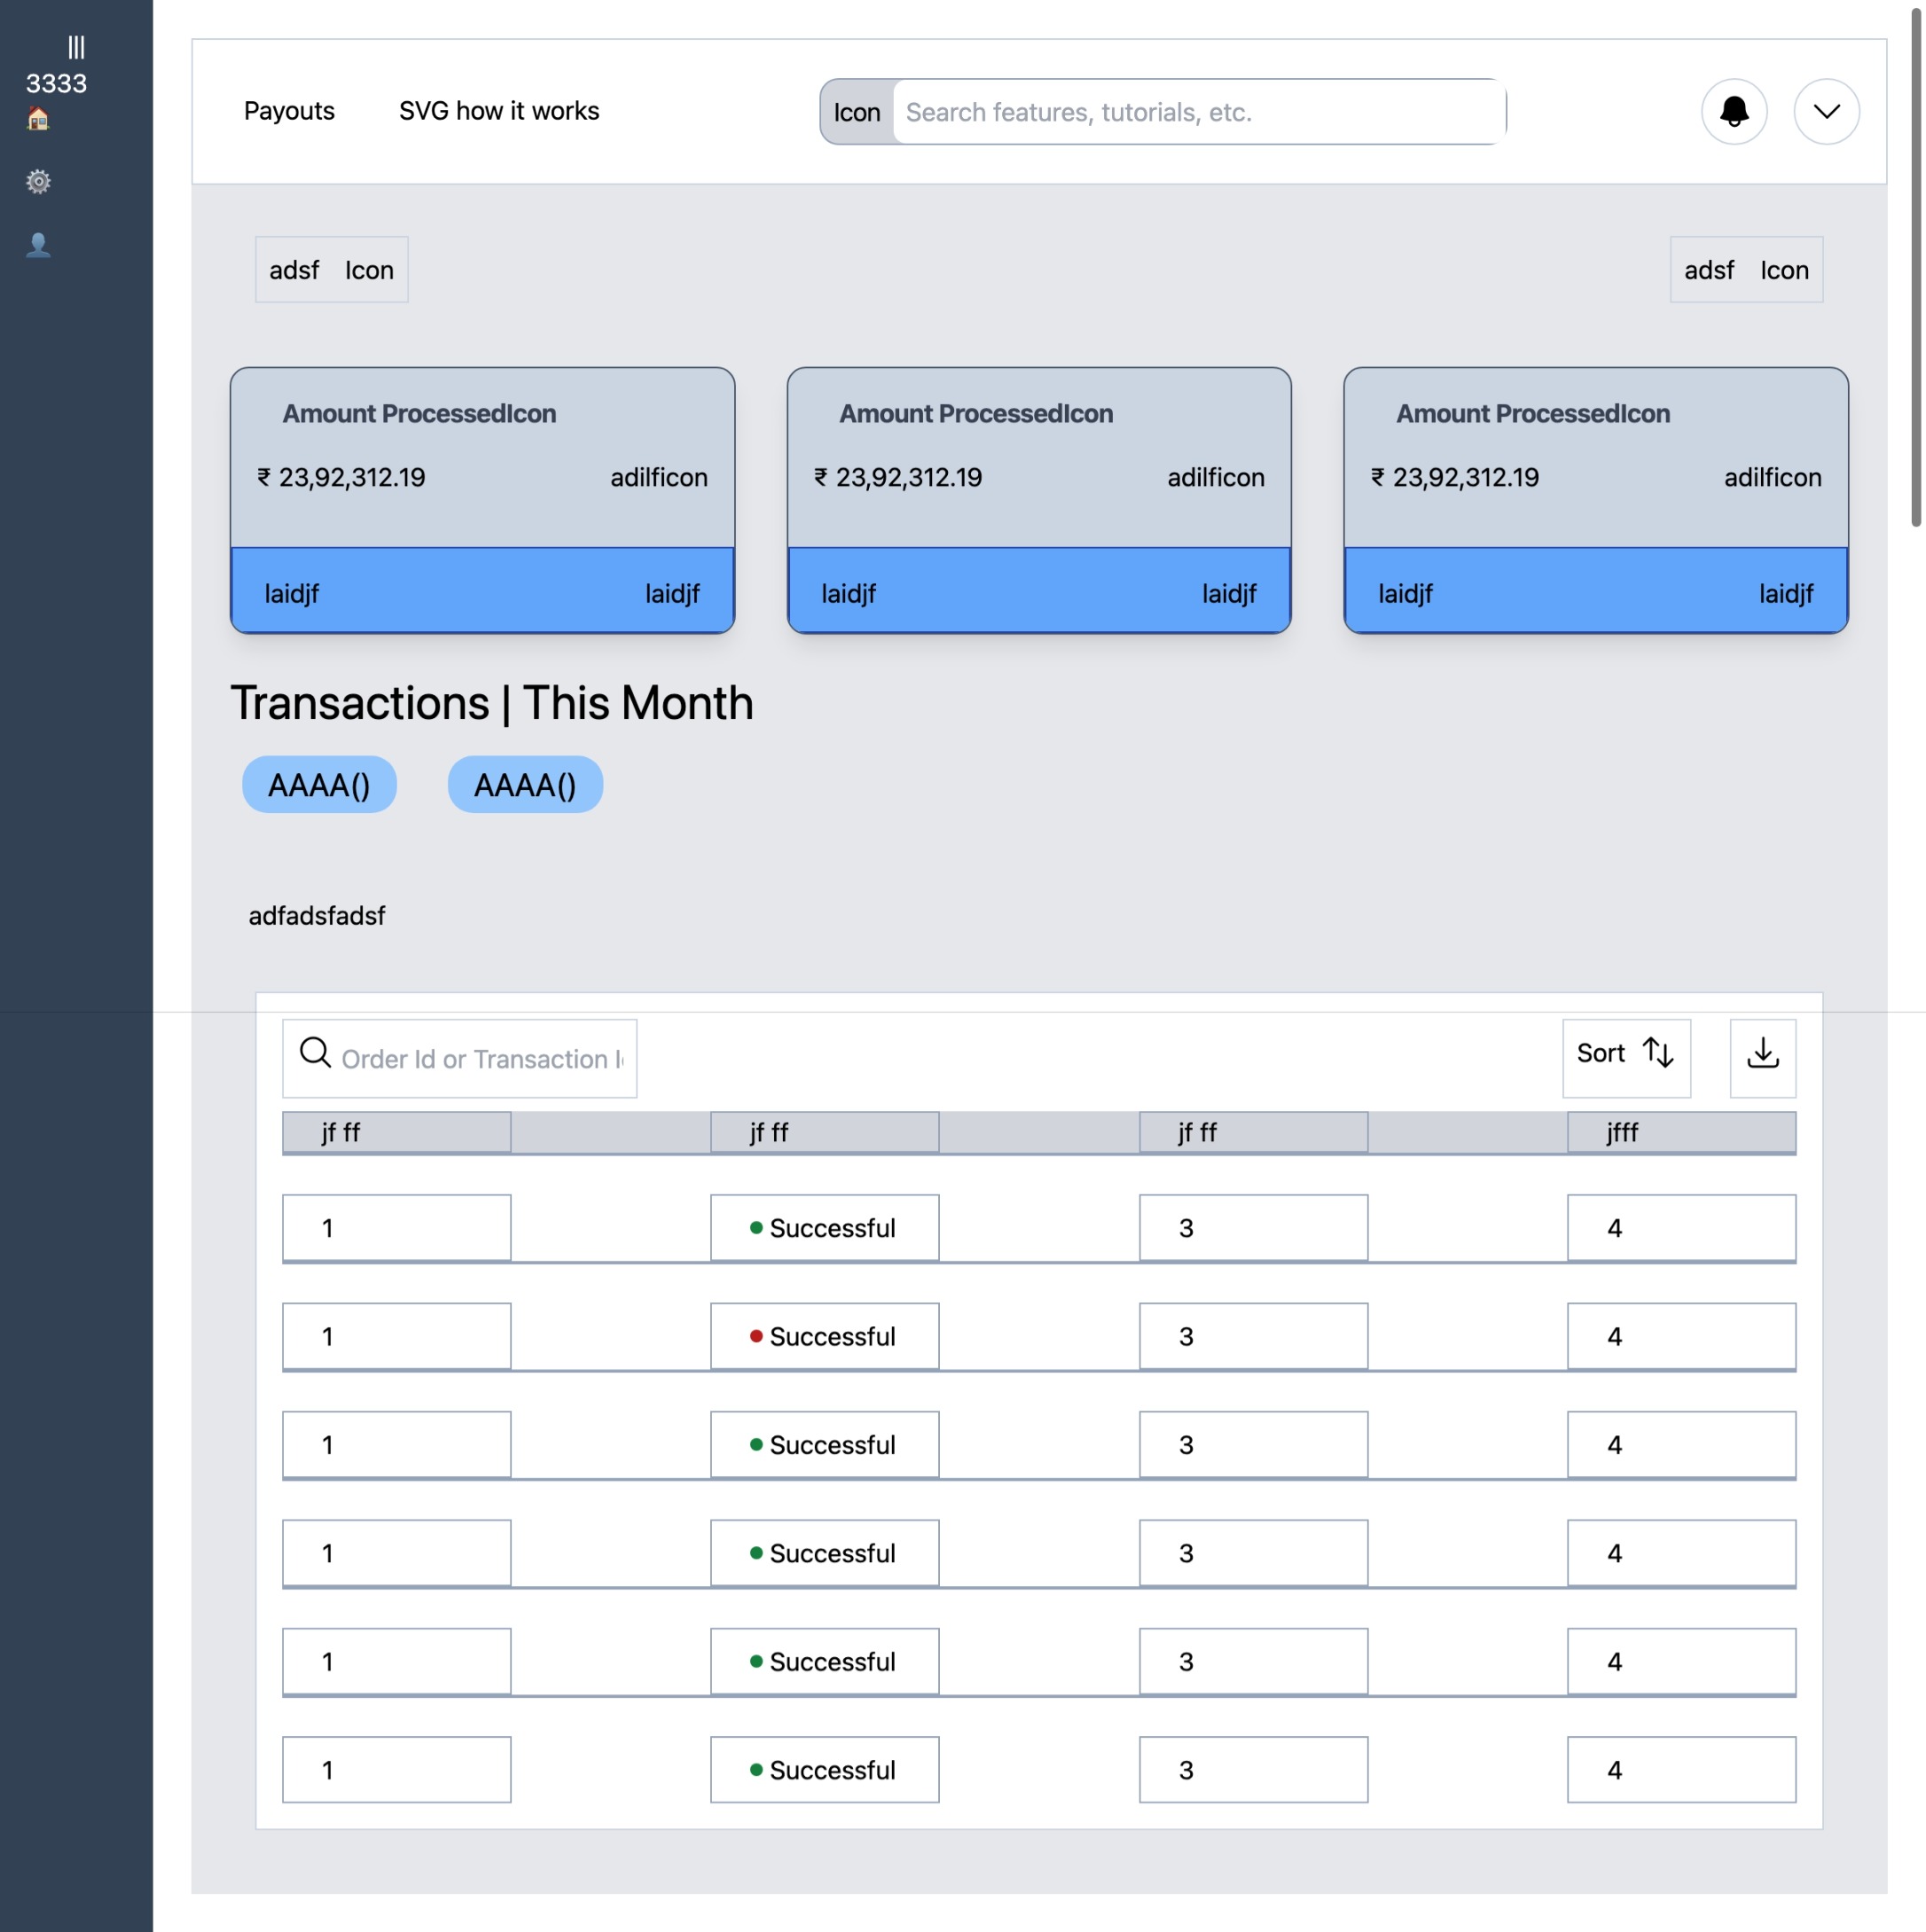 |||
3333
Payouts SVG how it works Icon Search features, tutorials, etc.
adsf Icon adsf Icon
Amount ProcessedIcon Amount ProcessedIcon Amount ProcessedIcon
₹ 23,92,312.19 adilficon ₹ 23,92,312.19 adilficon ₹ 23,92,312.19 adilficon
laidjf laidjf laidjf laidjf laidjf laidjf
Transactions | This Month
AAAA() AAAA()
adfadsfadsf
Order Id or Transaction Sort
jf ff jf ff jf ff jfff
1 Successful 3 4
1 Successful 3 4
1 Successful 3 4
1 Successful 3 4
1 Successful 3 4
1 Successful 3 4